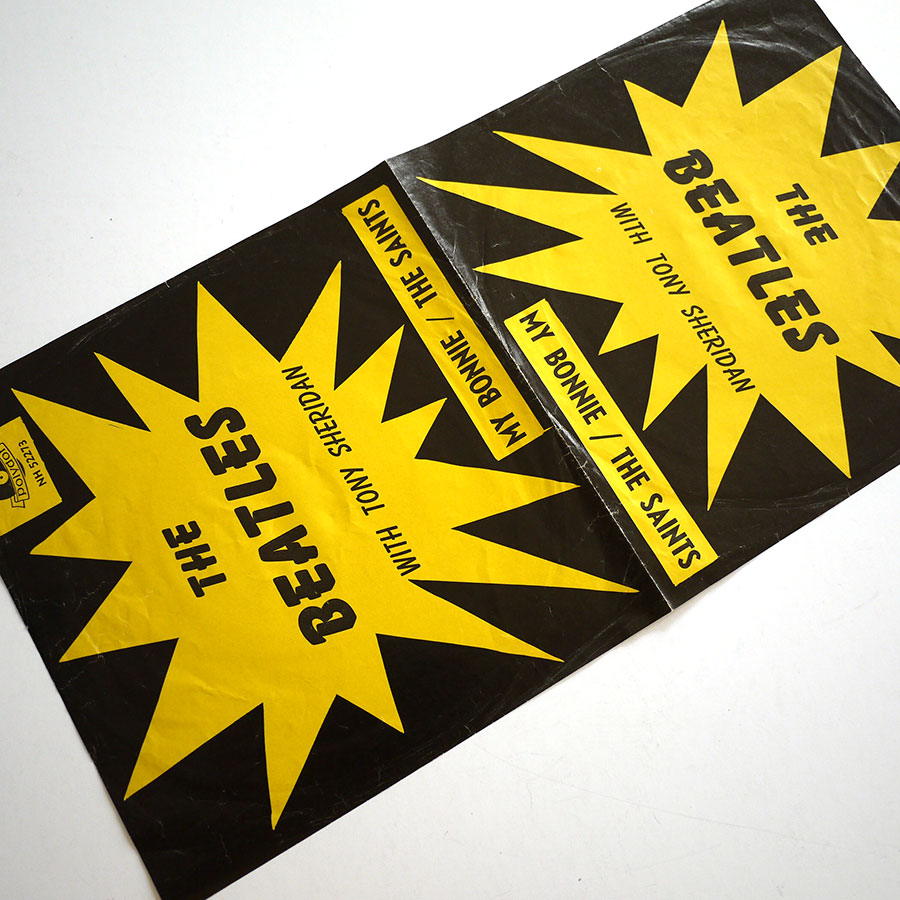 THE
BEATLES
WITH TONY SHERIDAN
MY BONNIE / THE SAINTS
THE
BEATLES
WITH TONY SHERIDAN
MY BONNIE / THE SAINTS
NH 52273